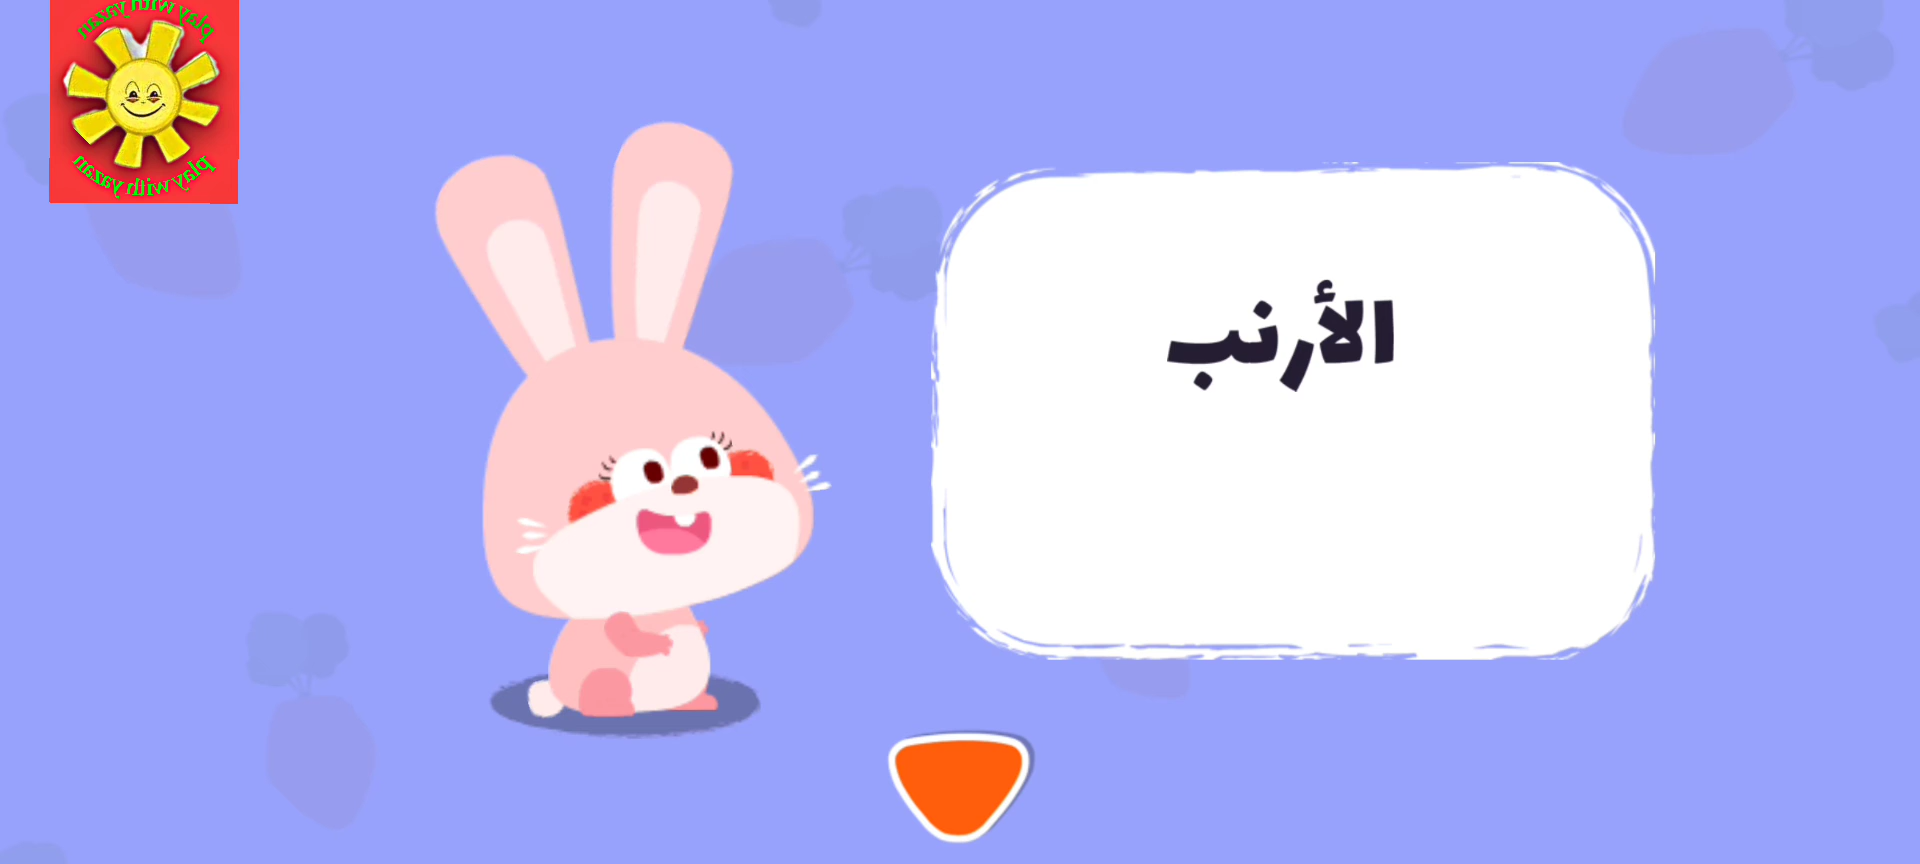 play with yazan
play with yazan
الأرنب